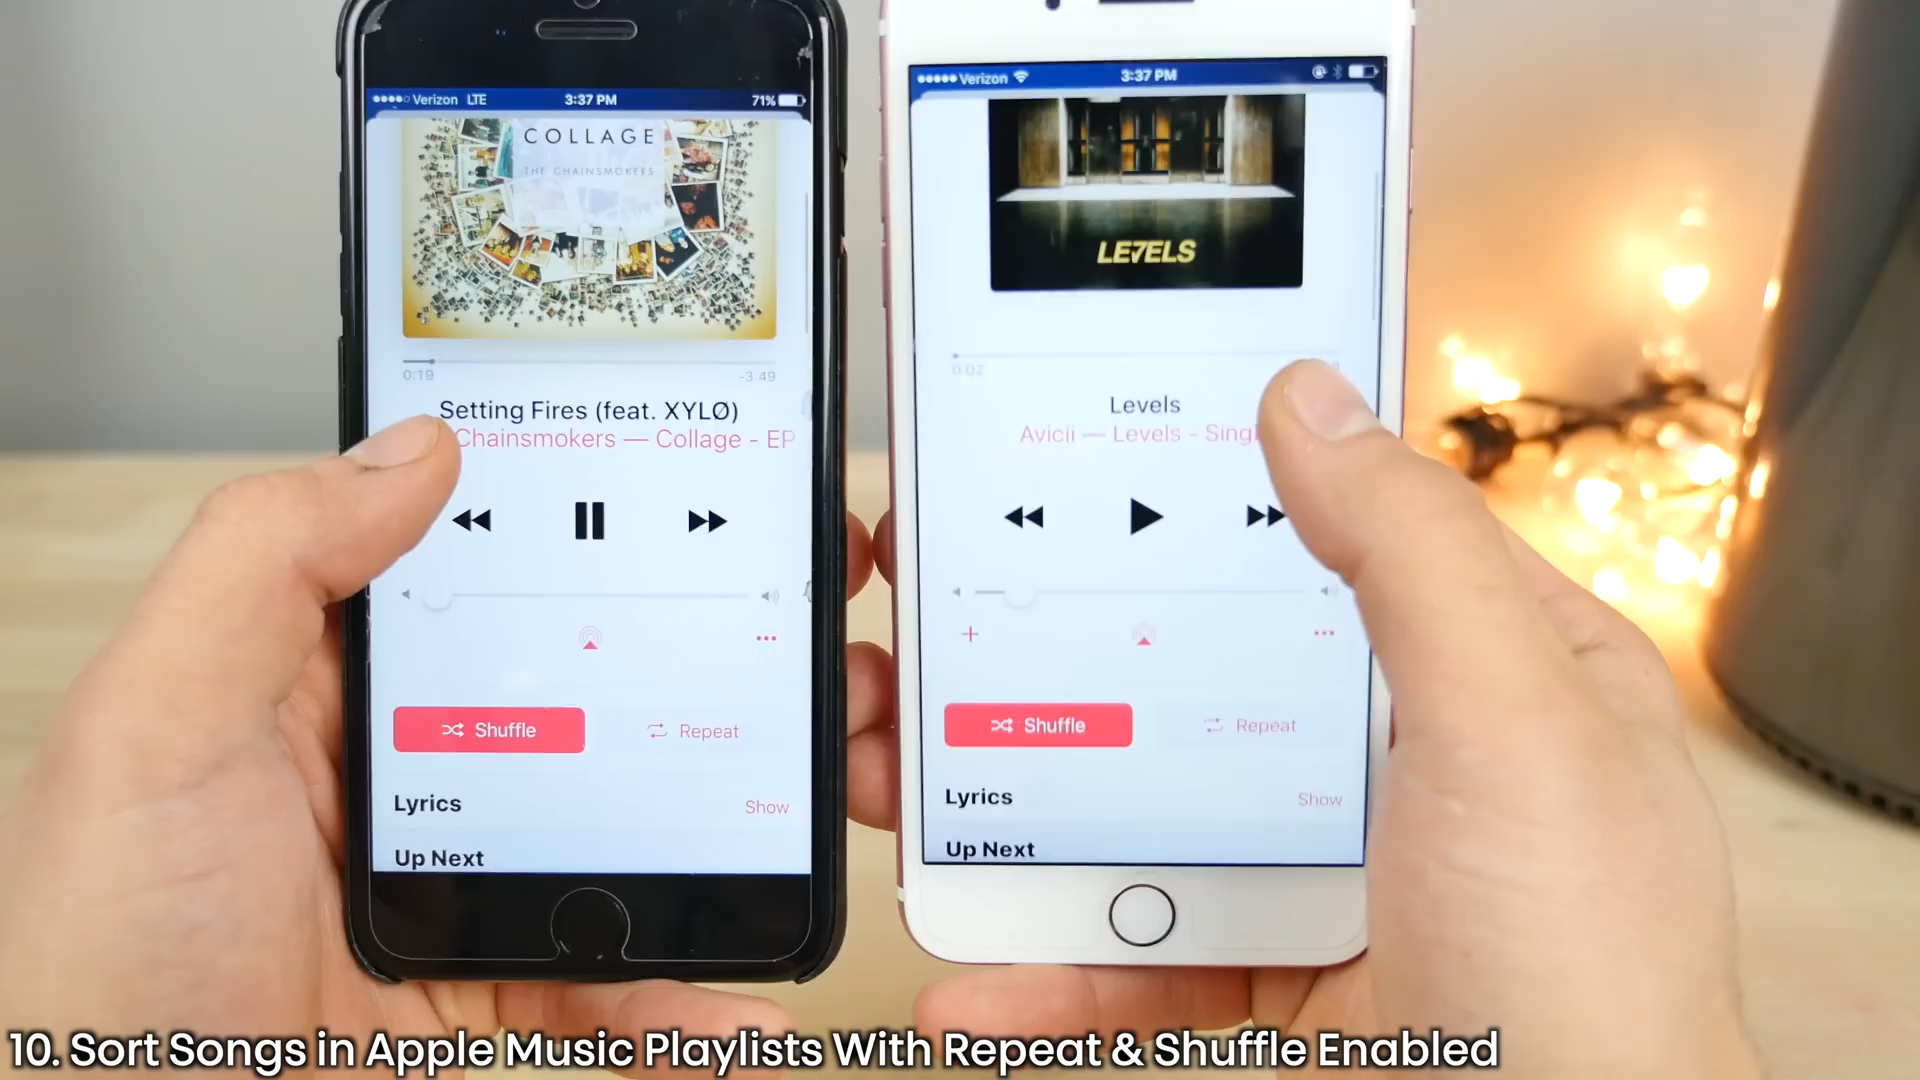 Verizon LTE 3:37 PM 71%
COLLAGE
THE CHAINSMOKERS
0:19 -3:49
Setting Fires (feat. XYLØ)
Chainsmokers — Collage - EP
Shuffle Repeat
Lyrics Show
Up Next
Verizon 3:37 PM
LE7ELS
0:02
Levels
Avicii — Levels - Singl
Shuffle Repeat
Lyrics Show
Up Next
10. Sort Songs in Apple Music Playlists With Repeat & Shuffle Enabled